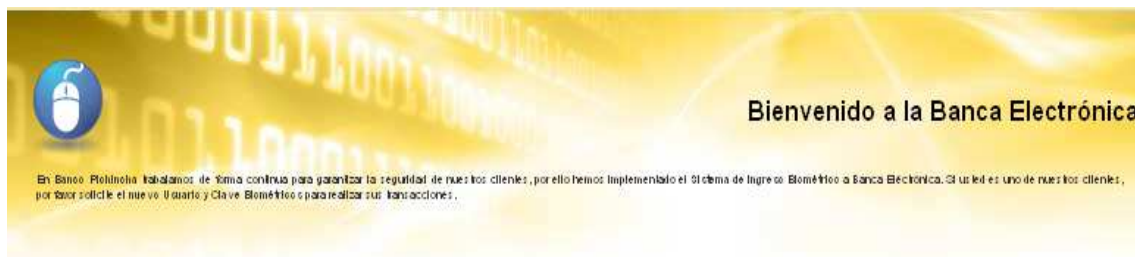 Bienvenido a la Banca Electrónica
En Banco Pichincha trabajamos de forma continua para garantizar la seguridad de nuestros clientes, por ello hemos implementado el Sistema de Ingreso Biométrico a Banca Electrónica. Si usted es uno de nuestros clientes,
por favor solicite el nuevo Usuario y Clave Biométricos para realizar sus transacciones.